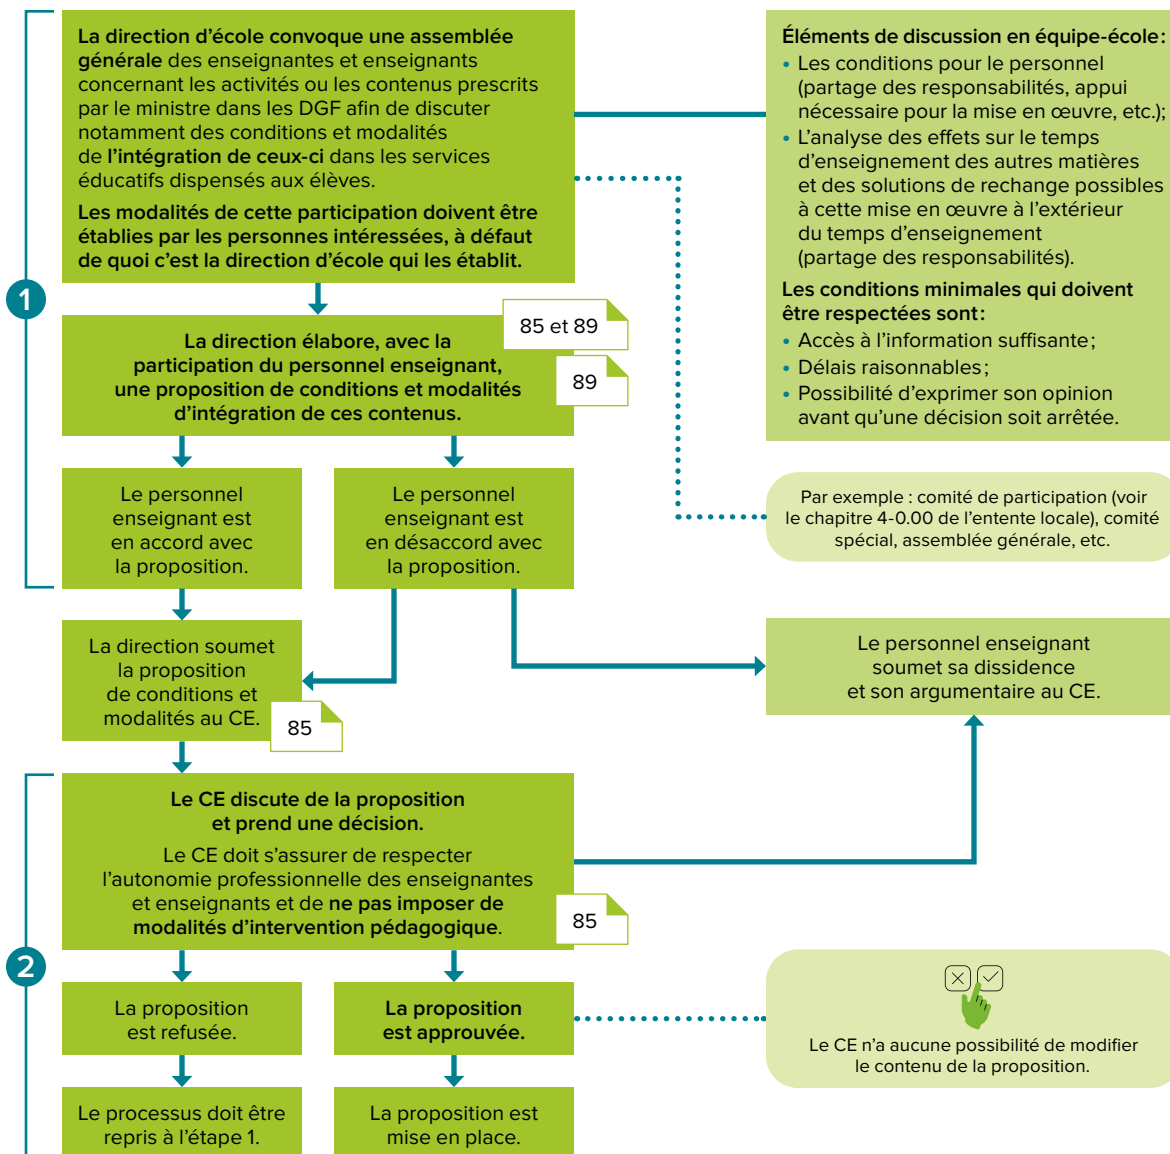 La direction d'école convoque une assemblée
générale des enseignantes et enseignants
concernant les activités ou les contenus prescrits
par le ministre dans les DGF afin de discuter
notamment des conditions et modalités
de l'intégration de ceux-ci dans les services
éducatifs dispensés aux élèves.
Les modalités de cette participation doivent être
établies par les personnes intéressées, à défaut
de quoi c'est la direction d'école qui les établit.
Éléments de discussion en équipe-école :
• Les conditions pour le personnel
(partage des responsabilités, appui
nécessaire pour la mise en œuvre, etc.);
• L'analyse des effets sur le temps
d'enseignement des autres matières
et des solutions de rechange possibles
à cette mise en œuvre à l'extérieur
du temps d'enseignement
(partage des responsabilités).
Les conditions minimales qui doivent
être respectées sont :
• Accès à l'information suffisante ;
• Délais raisonnables ;
• Possibilité d'exprimer son opinion
avant qu'une décision soit arrêtée.
1
La direction élabore, avec la
participation du personnel enseignant,
une proposition de conditions et modalités
d'intégration de ces contenus.
85 et 89
89
Le personnel
enseignant est
en accord avec
la proposition.
Le personnel
enseignant est
en désaccord avec
la proposition.
Par exemple : comité de participation (voir
le chapitre 4-0.00 de l'entente locale), comité
spécial, assemblée générale, etc.
La direction soumet
la proposition
de conditions et
modalités au CE.
85
Le personnel enseignant
soumet sa dissidence
et son argumentaire au CE.
2
Le CE discute de la proposition
et prend une décision.
Le CE doit s'assurer de respecter
l'autonomie professionnelle des enseignantes
et enseignants et de ne pas imposer de
modalités d'intervention pédagogique.
85
La proposition
est refusée.
La proposition
est approuvée.
Le CE n'a aucune possibilité de modifier
le contenu de la proposition.
Le processus doit être
repris à l'étape 1.
La proposition est
mise en place.